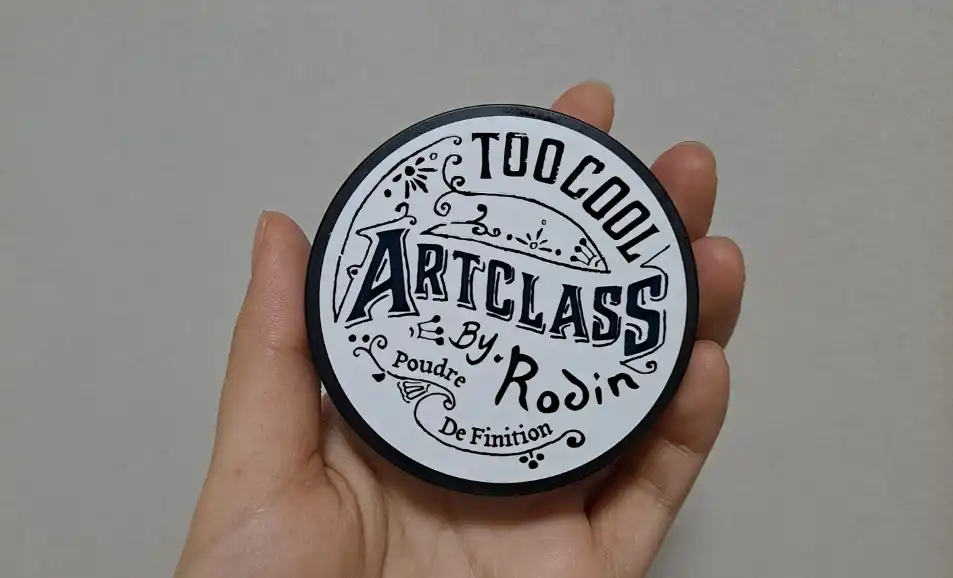 TOO COOL
ARTCLASS
By. Rodin
Poudre
De Finition